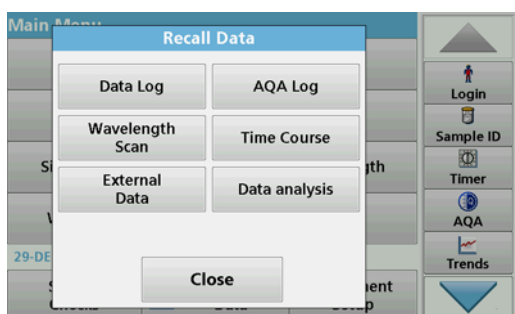 Main Menu
Recall Data
Data Log
AQA Log
Login
Wavelength
Scan
Time Course
Sample ID
External
Data
Data analysis
Timer
AQA
29-DE
Close
Trends
Data